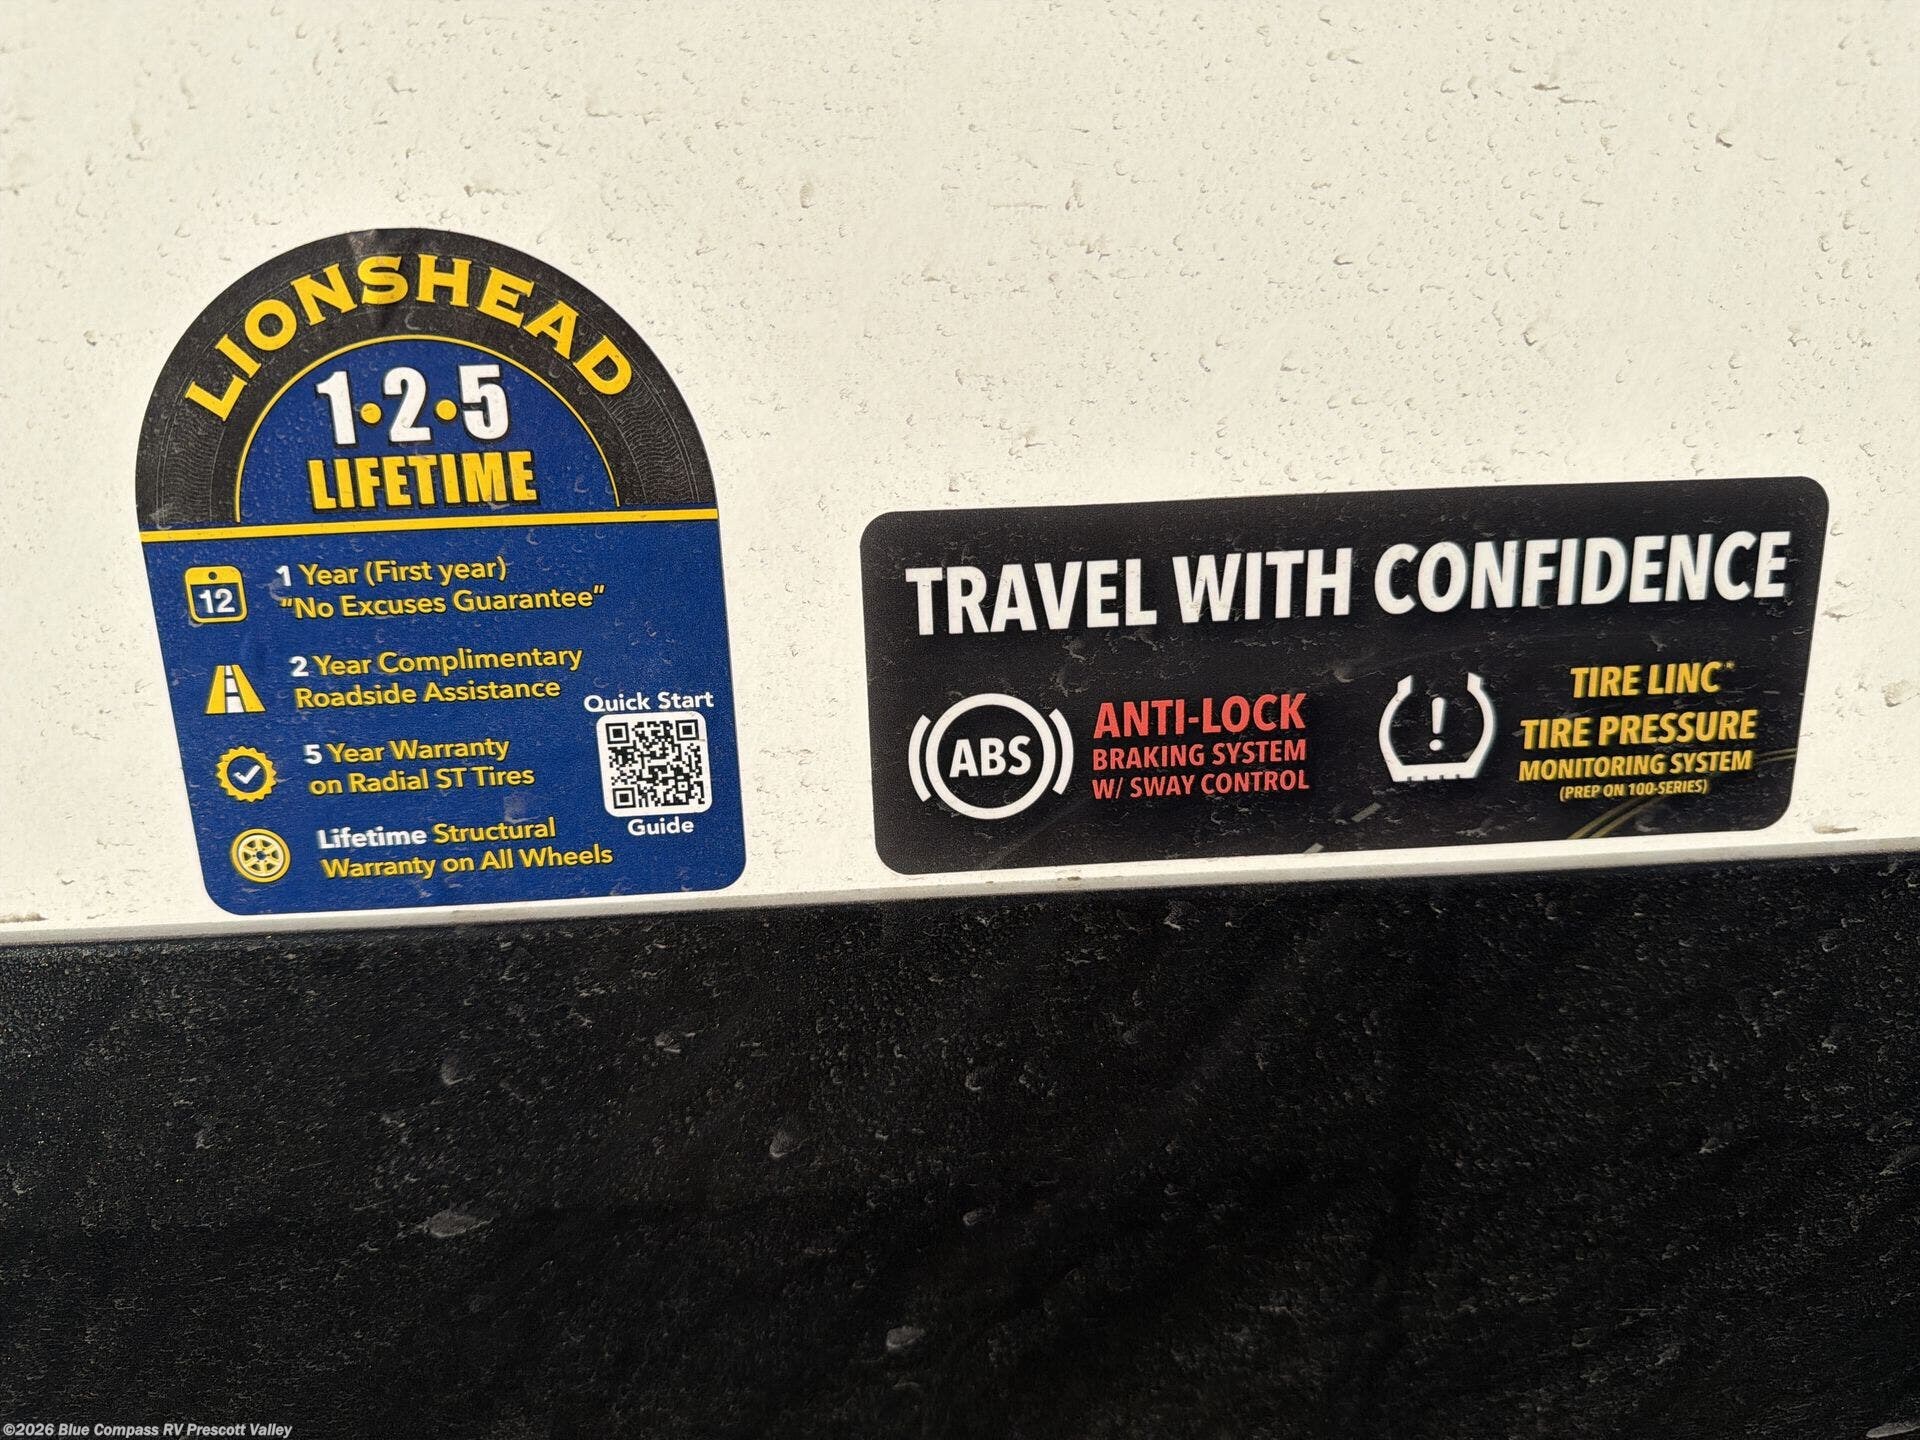 LIONSHEAD
1•2•5
LIFETIME
12
1 Year (First year)
"No Excuses Guarantee"
2 Year Complimentary
Roadside Assistance
5 Year Warranty
on Radial ST Tires
Lifetime Structural
Warranty on All Wheels
Quick Start
Guide
TRAVEL WITH CONFIDENCE
ABS
ANTI-LOCK
BRAKING SYSTEM
W/ SWAY CONTROL
!
TIRE LINC™
TIRE PRESSURE
MONITORING SYSTEM
(PREP ON 100-SERIES)
©2026 Blue Compass RV Prescott Valley